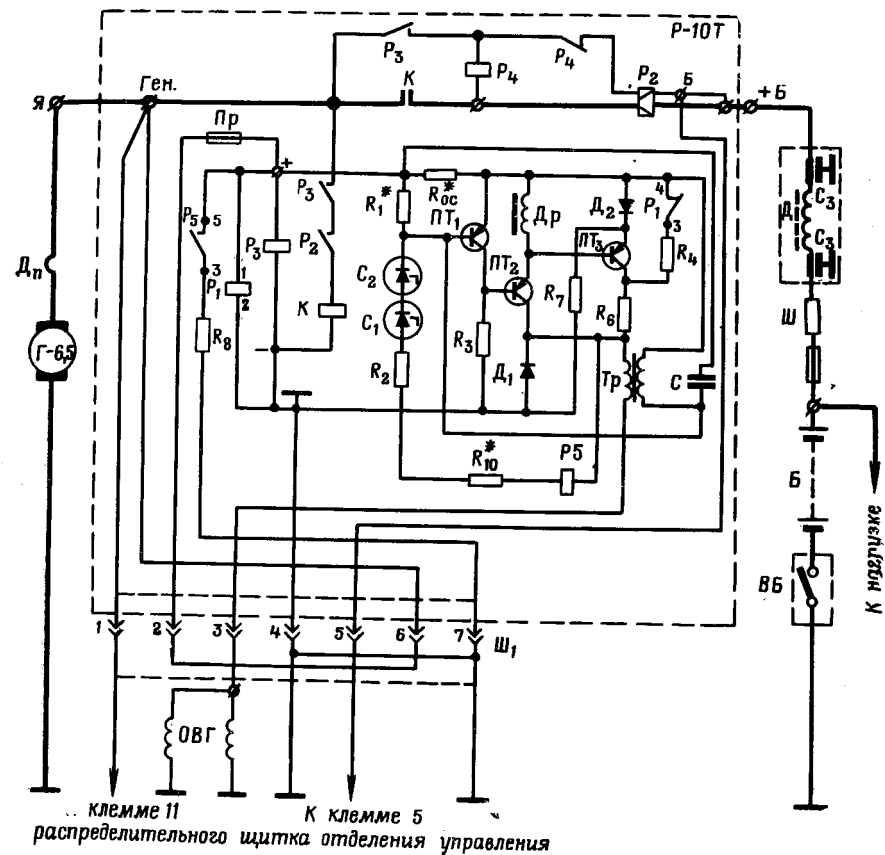 Р-10Т
Р₃
Р₄
Р₄
Р₂
Б
+Б
Я
Ген.
К
Пр
+
Р₃
R₁*
Rос*
ПТ₁
Др
Д₂
4
Р₁
3
С₃
Д
С₃
Р₅
5
Р₃
Р₂
ПТ₂
ПТ₃
R₄
Дп
3
Р₁
1
2
С₂
R₇
R₆
Г-6,5
R₈
–
К
С₁
R₃
Ш
R₂
Д₁
Тр
С
R₁₀*
Р5
Б
К нагрузке
ВБ
1
2
3
4
5
6
7
Ш₁
ОВГ
клемме 11
К клемме 5
распределительного щитка отделения управления